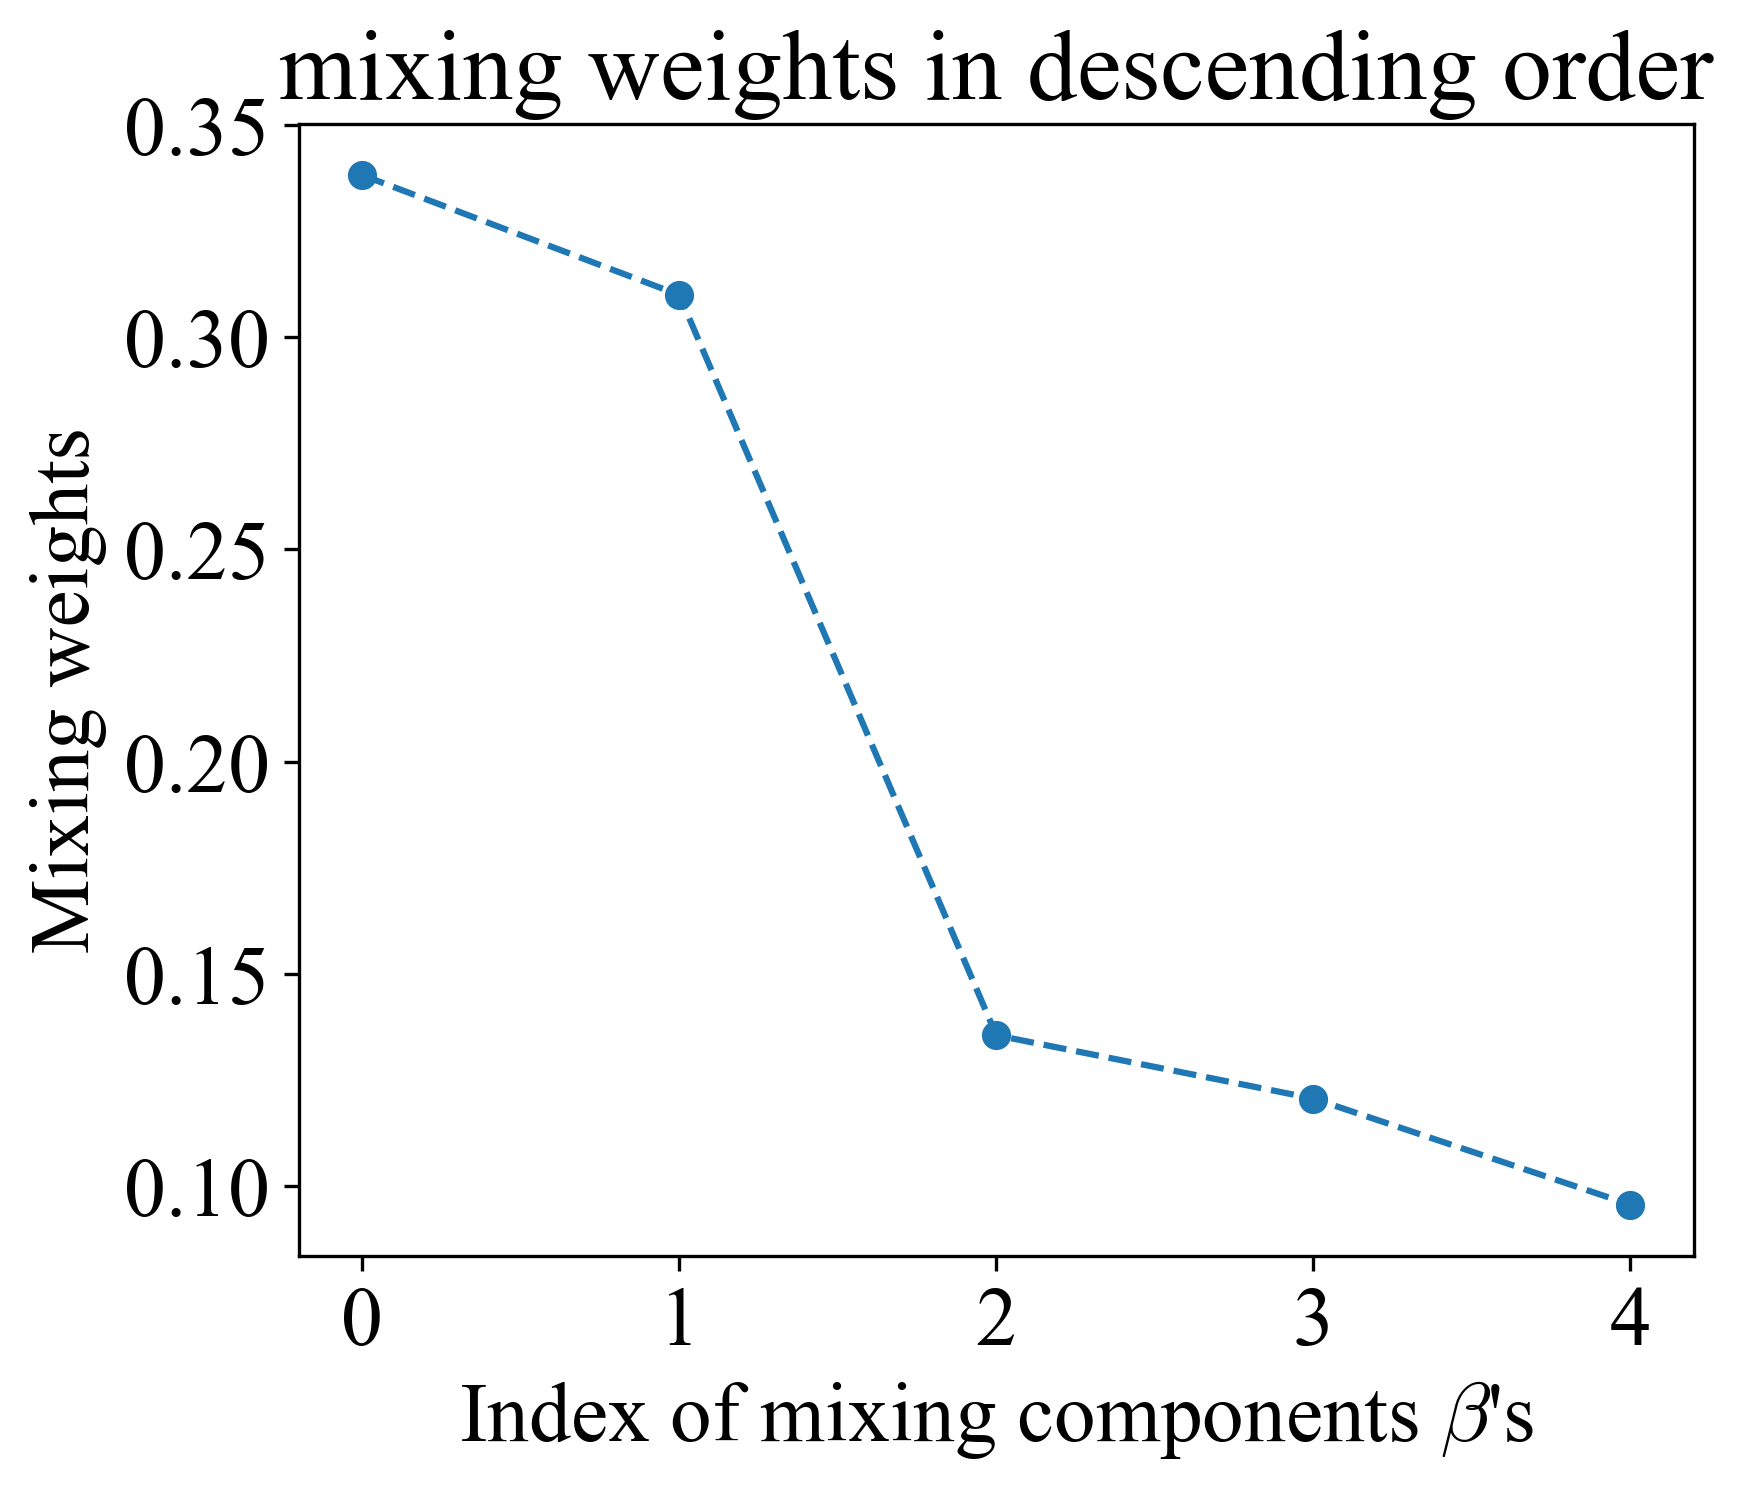 mixing weights in descending order
0.35
0.30
0.25
0.20
0.15
0.10
Mixing weights
0 1 2 3 4
Index of mixing components β's